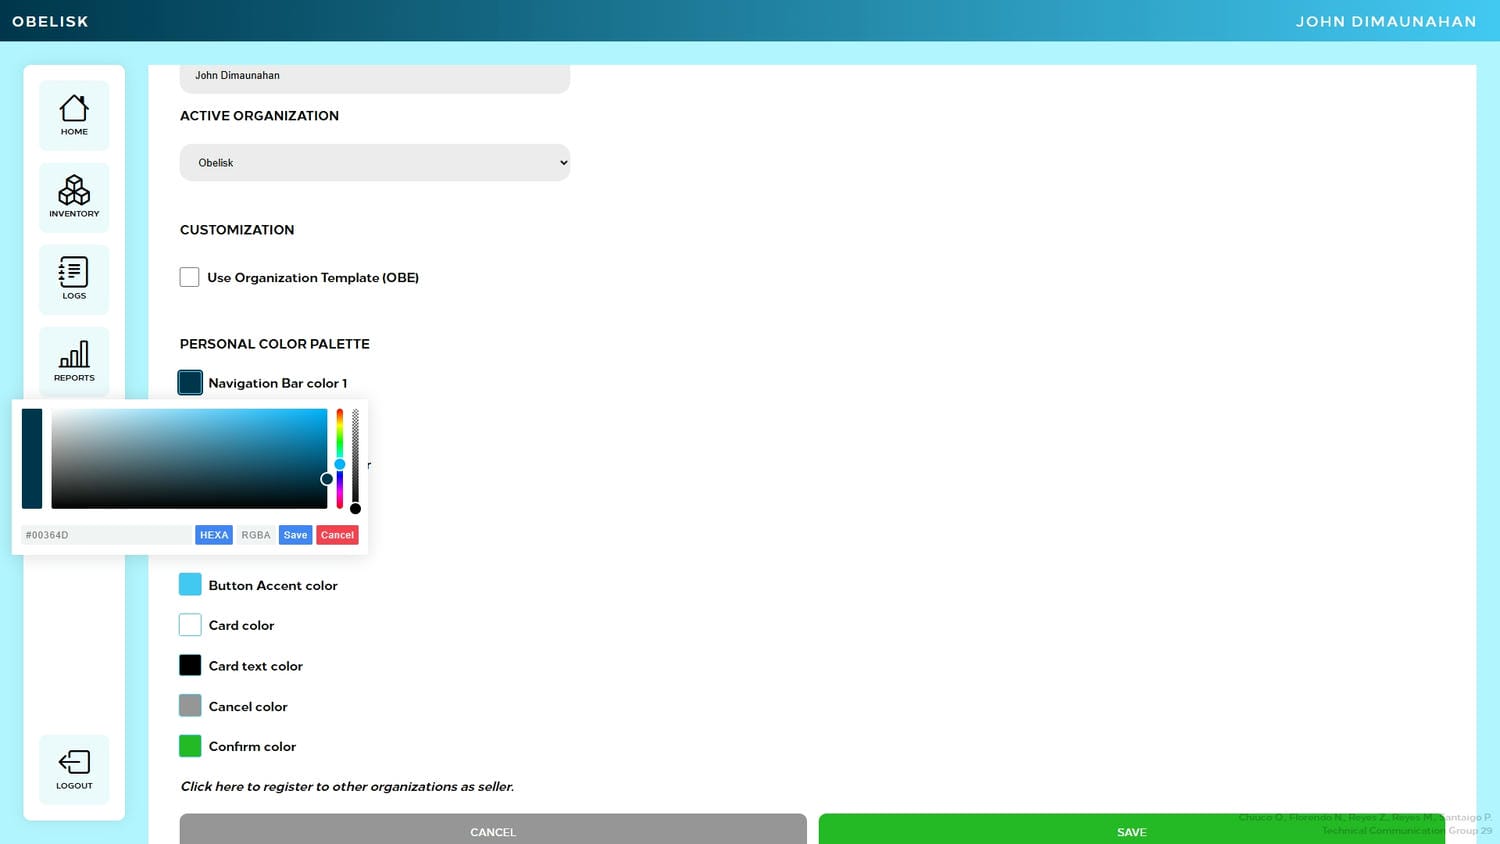 OBELISK
JOHN DIMAUNAHAN
HOME
INVENTORY
LOGS
REPORTS
John Dimaunahan
ACTIVE ORGANIZATION
Obelisk
CUSTOMIZATION
Use Organization Template (OBE)
PERSONAL COLOR PALETTE
Navigation Bar color 1
r
#00364D
HEXA
RGBA
Save
Cancel
Button Accent color
Card color
Card text color
Cancel color
Confirm color
Click here to register to other organizations as seller.
CANCEL
SAVE
LOGOUT
Chiuco O., Florendo N., Reyes Z., Reyes M., Santaigo P.
Technical Communication Group 29